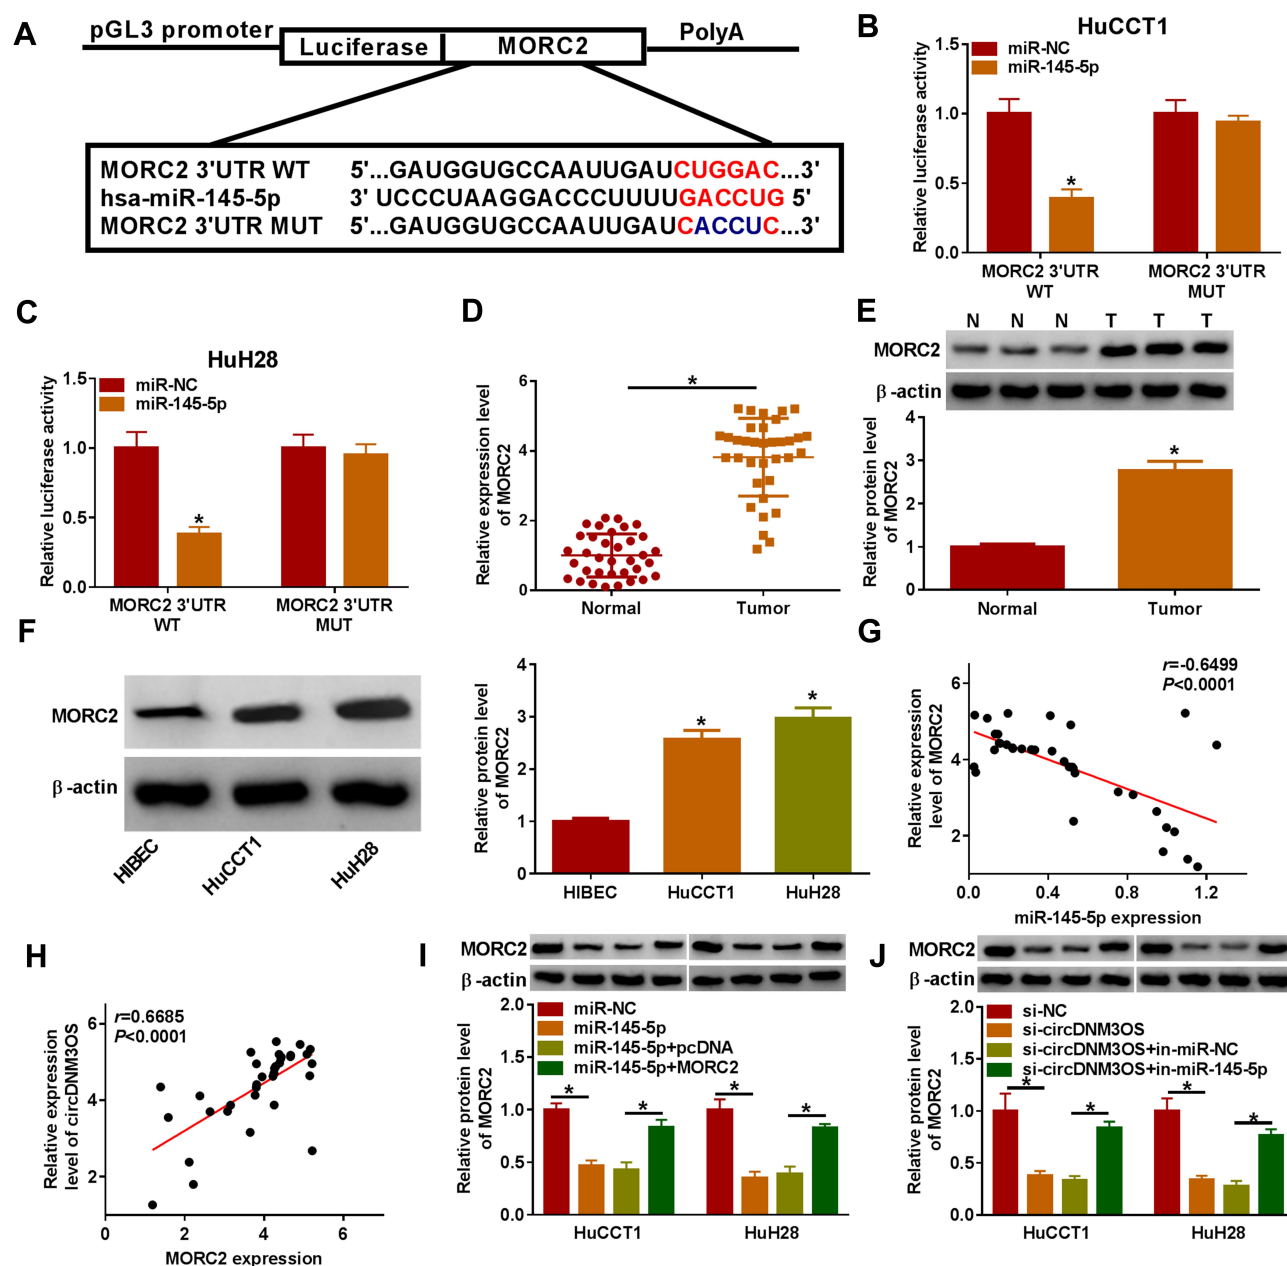 A
pGL3 promoter
Luciferase
MORC2
PolyA
MORC2 3'UTR WT 5'...GAUGGUGCCAAUUGAUCUGGAC...3'
hsa-miR-145-5p 3' UCCCUAAGGACCCUUUUGACCUG 5'
MORC2 3'UTR MUT 5'...GAUGGUGCCAAUUGAUCACCUC...3'
B
HuCCT1
miR-NC
miR-145-5p
Relative luciferase activity
1.5
1.0
0.5
0.0
*
MORC2 3'UTR WT
MORC2 3'UTR MUT
C
HuH28
miR-NC
miR-145-5p
Relative luciferase activity
1.5
1.0
0.5
0.0
*
MORC2 3'UTR WT
MORC2 3'UTR MUT
D
Relative expression level of MORC2
6
4
2
0
*
Normal
Tumor
E
N N N T T T
MORC2
β-actin
Relative protein level of MORC2
4
3
2
1
0
*
Normal
Tumor
F
MORC2
β-actin
HIBEC
HuCCT1
HuH28
Relative protein level of MORC2
4
3
2
1
0
*
*
HIBEC
HuCCT1
HuH28
G
r=-0.6499
P<0.0001
Relative expression level of MORC2
6
4
2
0.0 0.4 0.8 1.2
miR-145-5p expression
H
r=0.6685
P<0.0001
Relative expression level of circDNM3OS
6
4
2
0 2 4 6
MORC2 expression
I
MORC2
β-actin
miR-NC
miR-145-5p
miR-145-5p+pcDNA
miR-145-5p+MORC2
Relative protein level of MORC2
2.0
1.5
1.0
0.5
0.0
*
*
*
*
HuCCT1
HuH28
J
MORC2
β-actin
si-NC
si-circDNM3OS
si-circDNM3OS+in-miR-NC
si-circDNM3OS+in-miR-145-5p
Relative protein level of MORC2
2.0
1.5
1.0
0.5
0.0
*
*
*
*
HuCCT1
HuH28